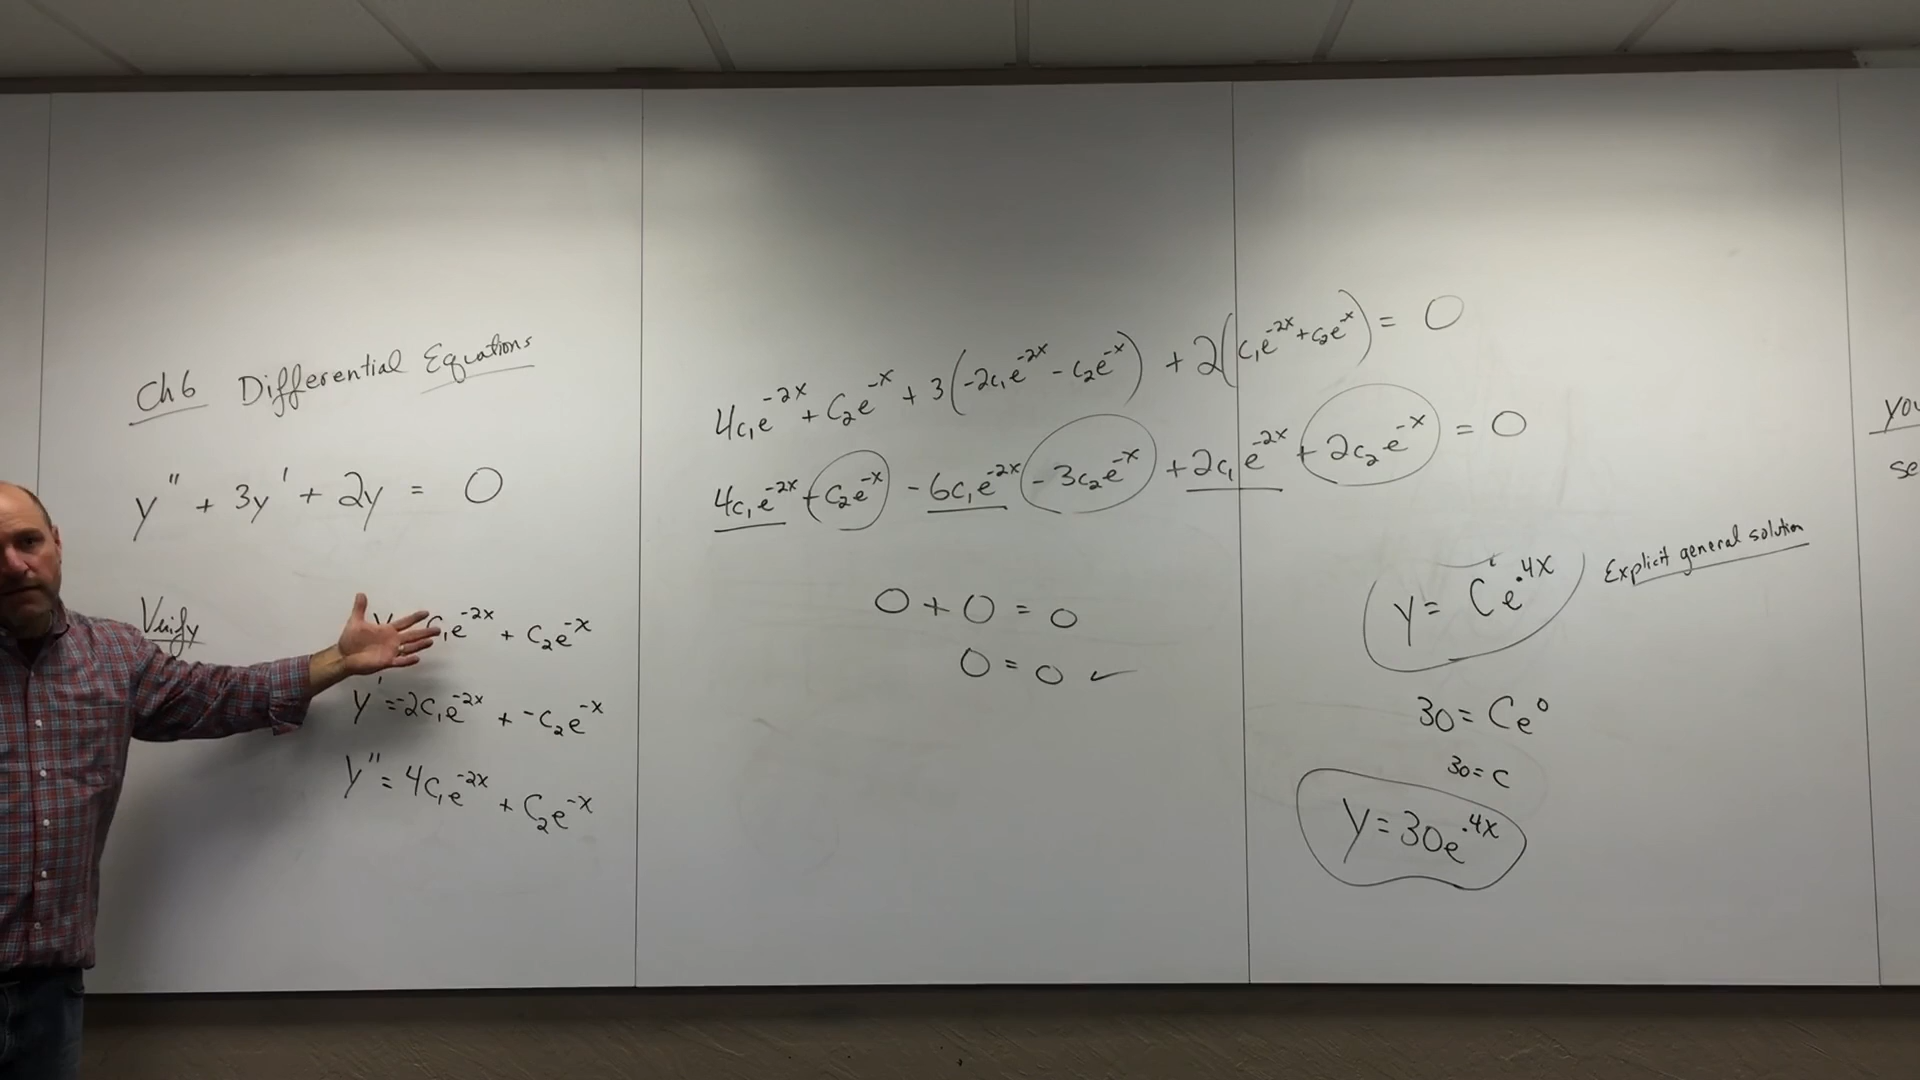 Ch6 Differential Equations
y'' + 3y' + 2y = 0
Verify
y = c₁e^-2x + c₂e^-x
y' = -2c₁e^-2x + -c₂e^-x
y'' = 4c₁e^-2x + c₂e^-x
4c₁e^-2x + c₂e^-x + 3(-2c₁e^-2x - c₂e^-x) + 2(c₁e^-2x + c₂e^-x) = 0
4c₁e^-2x + c₂e^-x - 6c₁e^-2x - 3c₂e^-x + 2c₁e^-2x + 2c₂e^-x = 0
0 + 0 = 0
0 = 0 ✓
y = Ce^.4x Explicit general solution
30 = Ce^0
30 = C
y = 30e^.4x